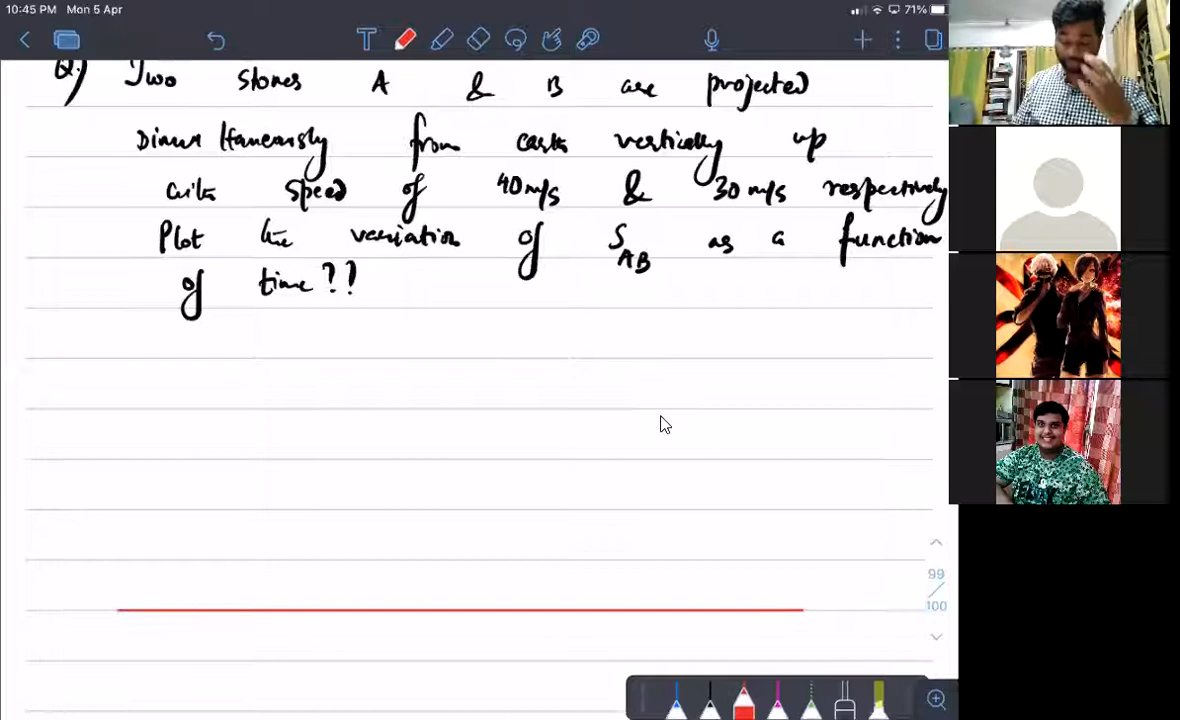 10:45 PM Mon 5 Apr
71%
Q.) Two stones A & B are projected
simultaneously from earth vertically up
with speed of 40m/s & 30m/s respectively
Plot the variation of S_AB as a function
of time??
99
100